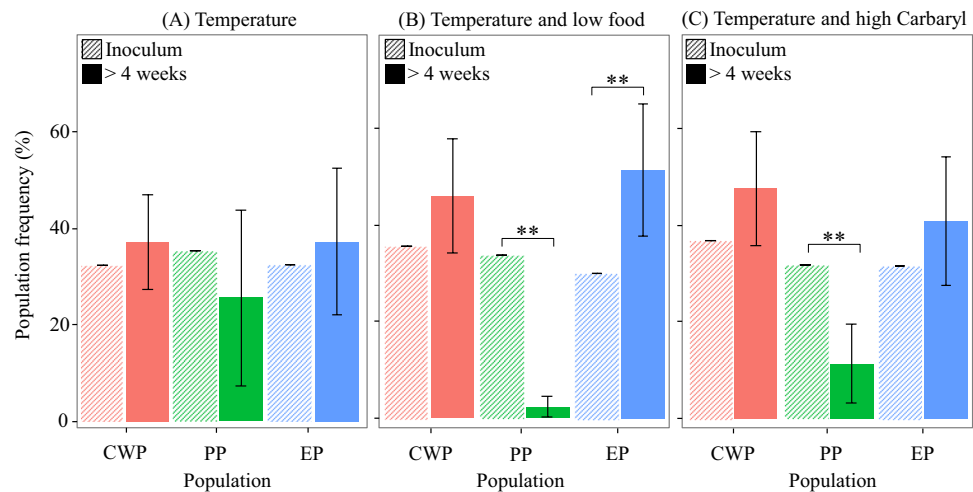 (A) Temperature
(B) Temperature and low food
(C) Temperature and high Carbaryl
Inoculum
> 4 weeks
Inoculum
> 4 weeks
Inoculum
> 4 weeks
**
**
**
Population frequency (%)
60
40
20
0
CWP PP EP
CWP PP EP
CWP PP EP
Population
Population
Population